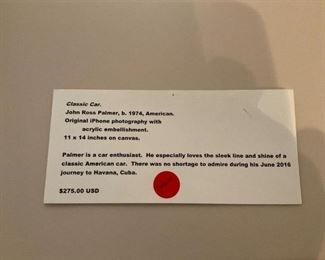 Classic Car.
John Ross Palmer, b. 1974, American.
Original iPhone photography with
acrylic embellishment.
11 x 14 inches on canvas.
Palmer is a car enthusiast. He especially loves the sleek line and shine of a
classic American car. There was no shortage to admire during his June 2016
journey to Havana, Cuba.
$275.00 USD